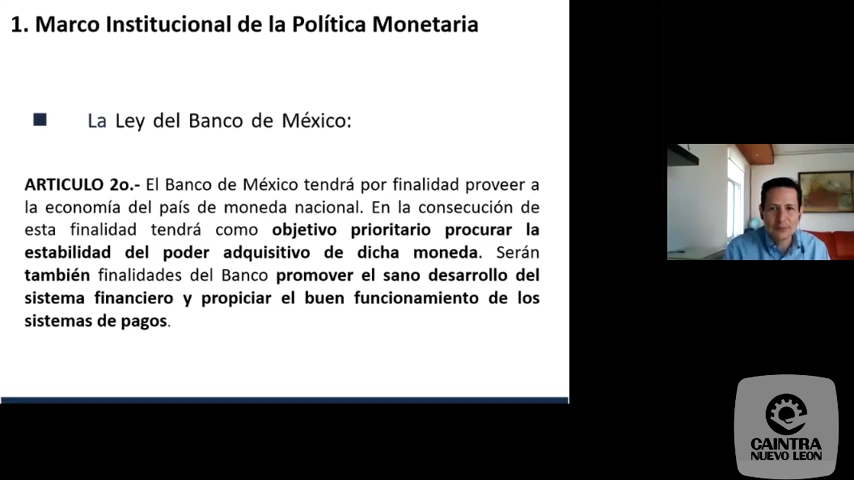 1. Marco Institucional de la Política Monetaria
La Ley del Banco de México:
ARTICULO 2o.- El Banco de México tendrá por finalidad proveer a
la economía del país de moneda nacional. En la consecución de
esta finalidad tendrá como objetivo prioritario procurar la
estabilidad del poder adquisitivo de dicha moneda. Serán
también finalidades del Banco promover el sano desarrollo del
sistema financiero y propiciar el buen funcionamiento de los
sistemas de pagos.
CAINTRA
NUEVO LEON